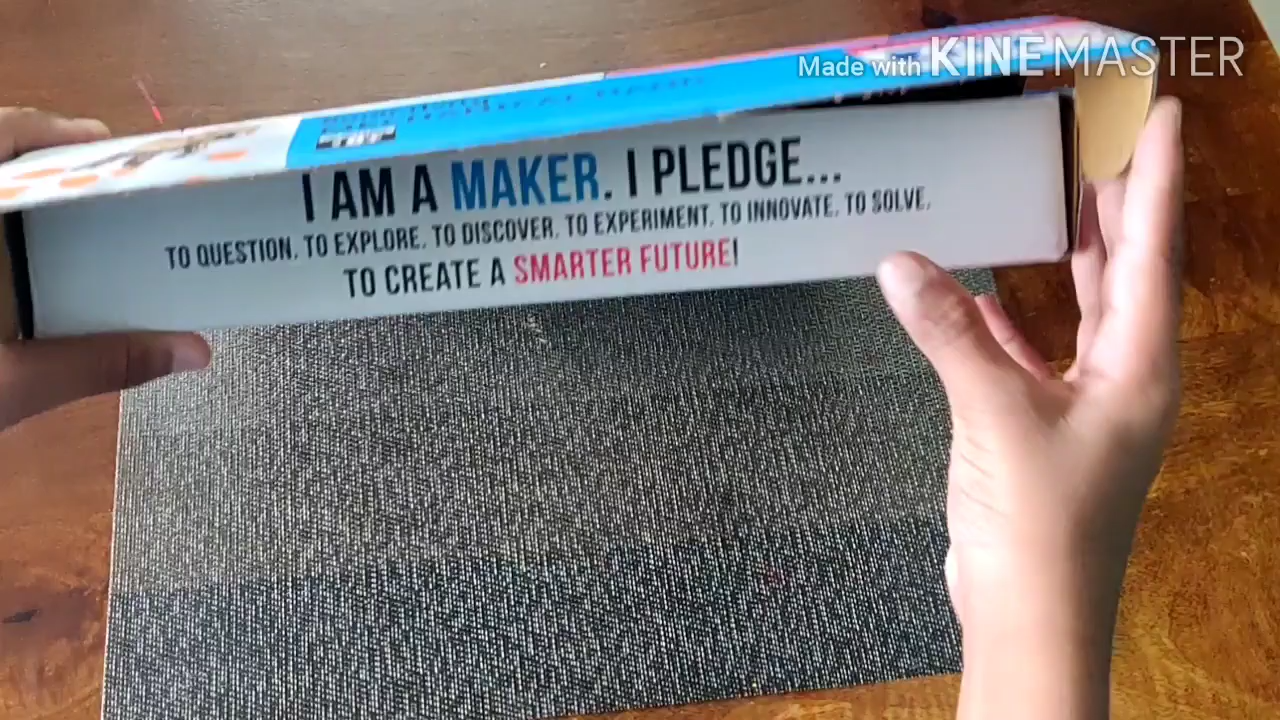 Made with KINEMASTER
I AM A MAKER. I PLEDGE...
TO QUESTION. TO EXPLORE. TO DISCOVER. TO EXPERIMENT. TO INNOVATE. TO SOLVE.
TO CREATE A SMARTER FUTURE!